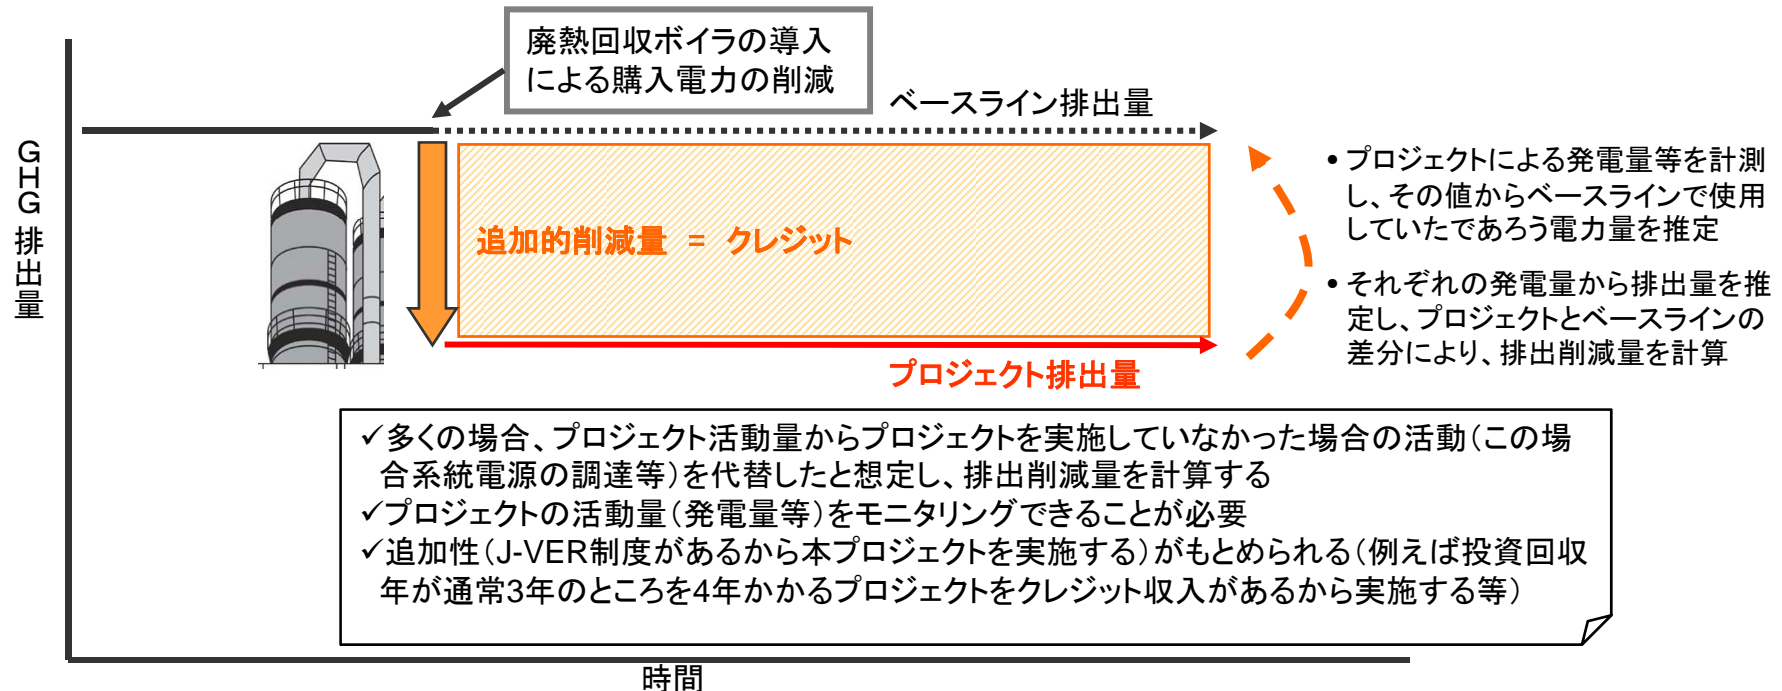 廃熱回収ボイラの導入
による購入電力の削減
ベースライン排出量
GHG排出量
追加的削減量 = クレジット
プロジェクト排出量
• プロジェクトによる発電量等を計測
し、その値からベースラインで使用
していたであろう電力量を推定
• それぞれの発電量から排出量を推
定し、プロジェクトとベースラインの
差分により、排出削減量を計算
✓多くの場合、プロジェクト活動量からプロジェクトを実施していなかった場合の活動(この場
合系統電源の調達等)を代替したと想定し、排出削減量を計算する
✓プロジェクトの活動量(発電量等)をモニタリングできることが必要
✓追加性(J-VER制度があるから本プロジェクトを実施する)がもとめられる(例えば投資回収
年が通常3年のところを4年かかるプロジェクトをクレジット収入があるから実施する等)
時間